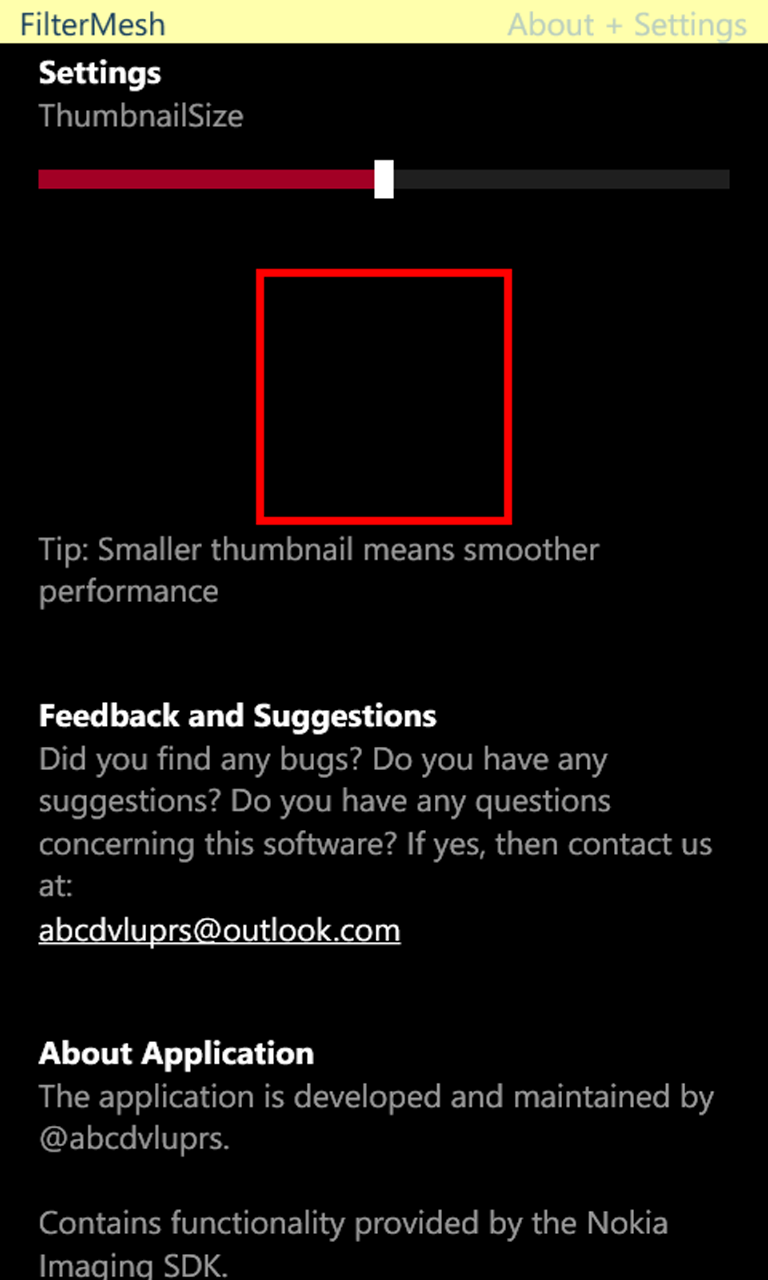 FilterMesh About + Settings
Settings
ThumbnailSize
Tip: Smaller thumbnail means smoother
performance
Feedback and Suggestions
Did you find any bugs? Do you have any
suggestions? Do you have any questions
concerning this software? If yes, then contact us
at:
abcdvluprs@outlook.com
About Application
The application is developed and maintained by
@abcdvluprs.
Contains functionality provided by the Nokia
Imaging SDK.